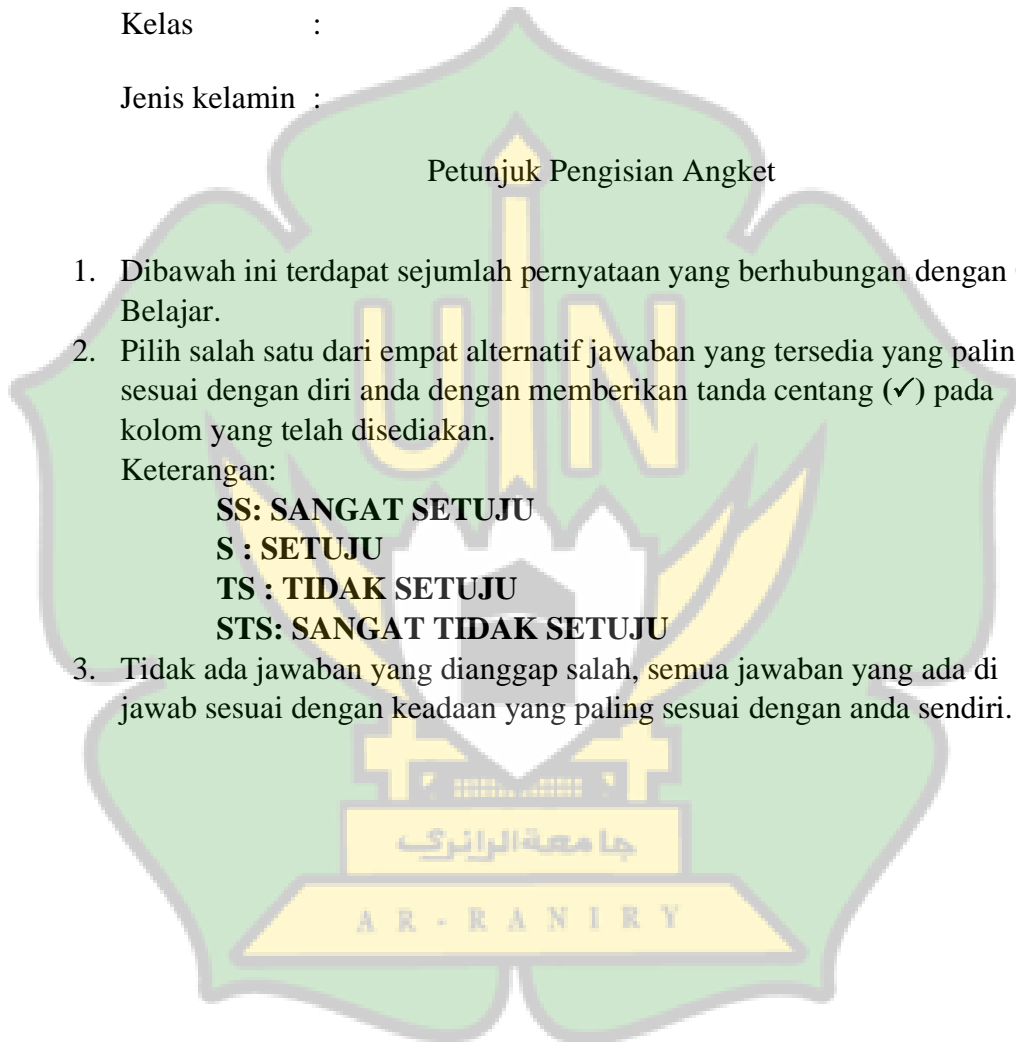 Kelas :
Jenis kelamin :
Petunjuk Pengisian Angket
1. Dibawah ini terdapat sejumlah pernyataan yang berhubungan dengan
Belajar.
2. Pilih salah satu dari empat alternatif jawaban yang tersedia yang palin
sesuai dengan diri anda dengan memberikan tanda centang (✓) pada
kolom yang telah disediakan.
Keterangan:
SS: SANGAT SETUJU
S : SETUJU
TS : TIDAK SETUJU
STS: SANGAT TIDAK SETUJU
3. Tidak ada jawaban yang dianggap salah, semua jawaban yang ada di
jawab sesuai dengan keadaan yang paling sesuai dengan anda sendiri.
UIN
جامعة الرانري
AR-RANIRY